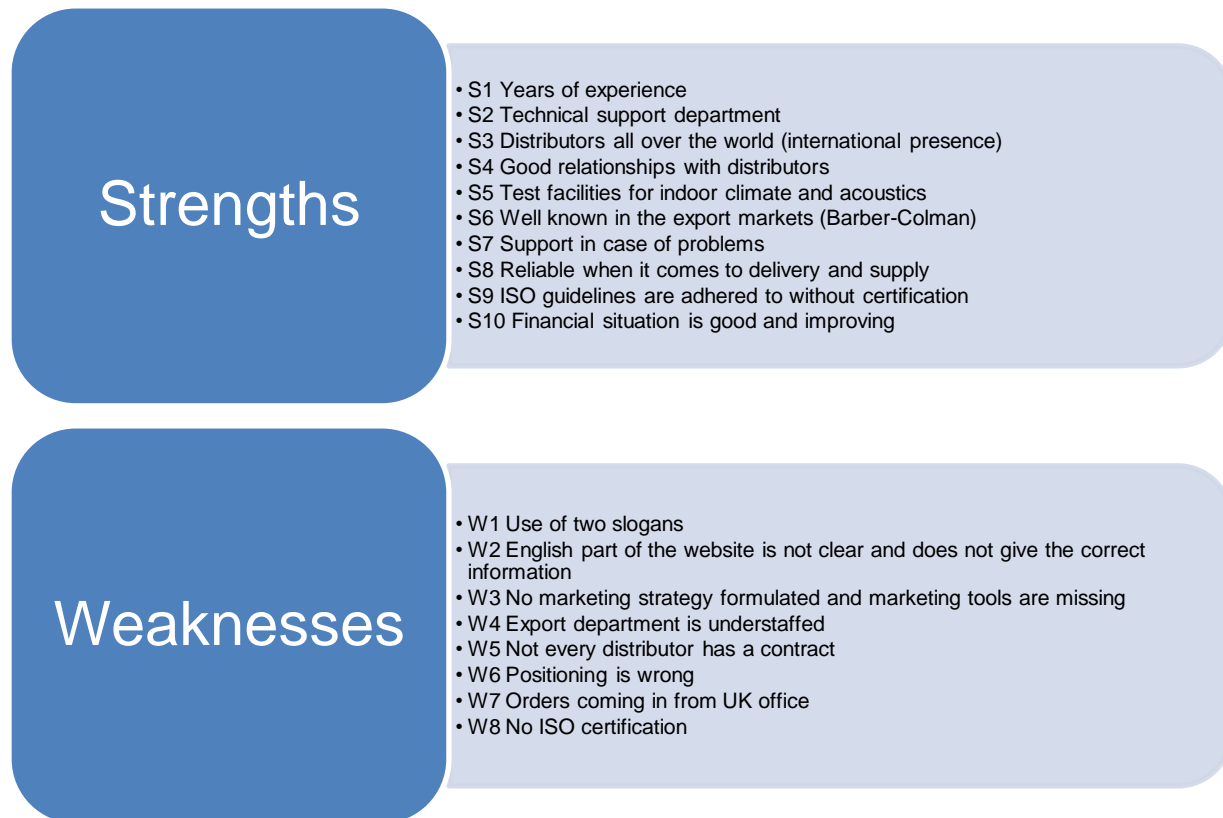 Strengths
• S1 Years of experience
• S2 Technical support department
• S3 Distributors all over the world (international presence)
• S4 Good relationships with distributors
• S5 Test facilities for indoor climate and acoustics
• S6 Well known in the export markets (Barber-Colman)
• S7 Support in case of problems
• S8 Reliable when it comes to delivery and supply
• S9 ISO guidelines are adhered to without certification
• S10 Financial situation is good and improving
Weaknesses
• W1 Use of two slogans
• W2 English part of the website is not clear and does not give the correct
information
• W3 No marketing strategy formulated and marketing tools are missing
• W4 Export department is understaffed
• W5 Not every distributor has a contract
• W6 Positioning is wrong
• W7 Orders coming in from UK office
• W8 No ISO certification